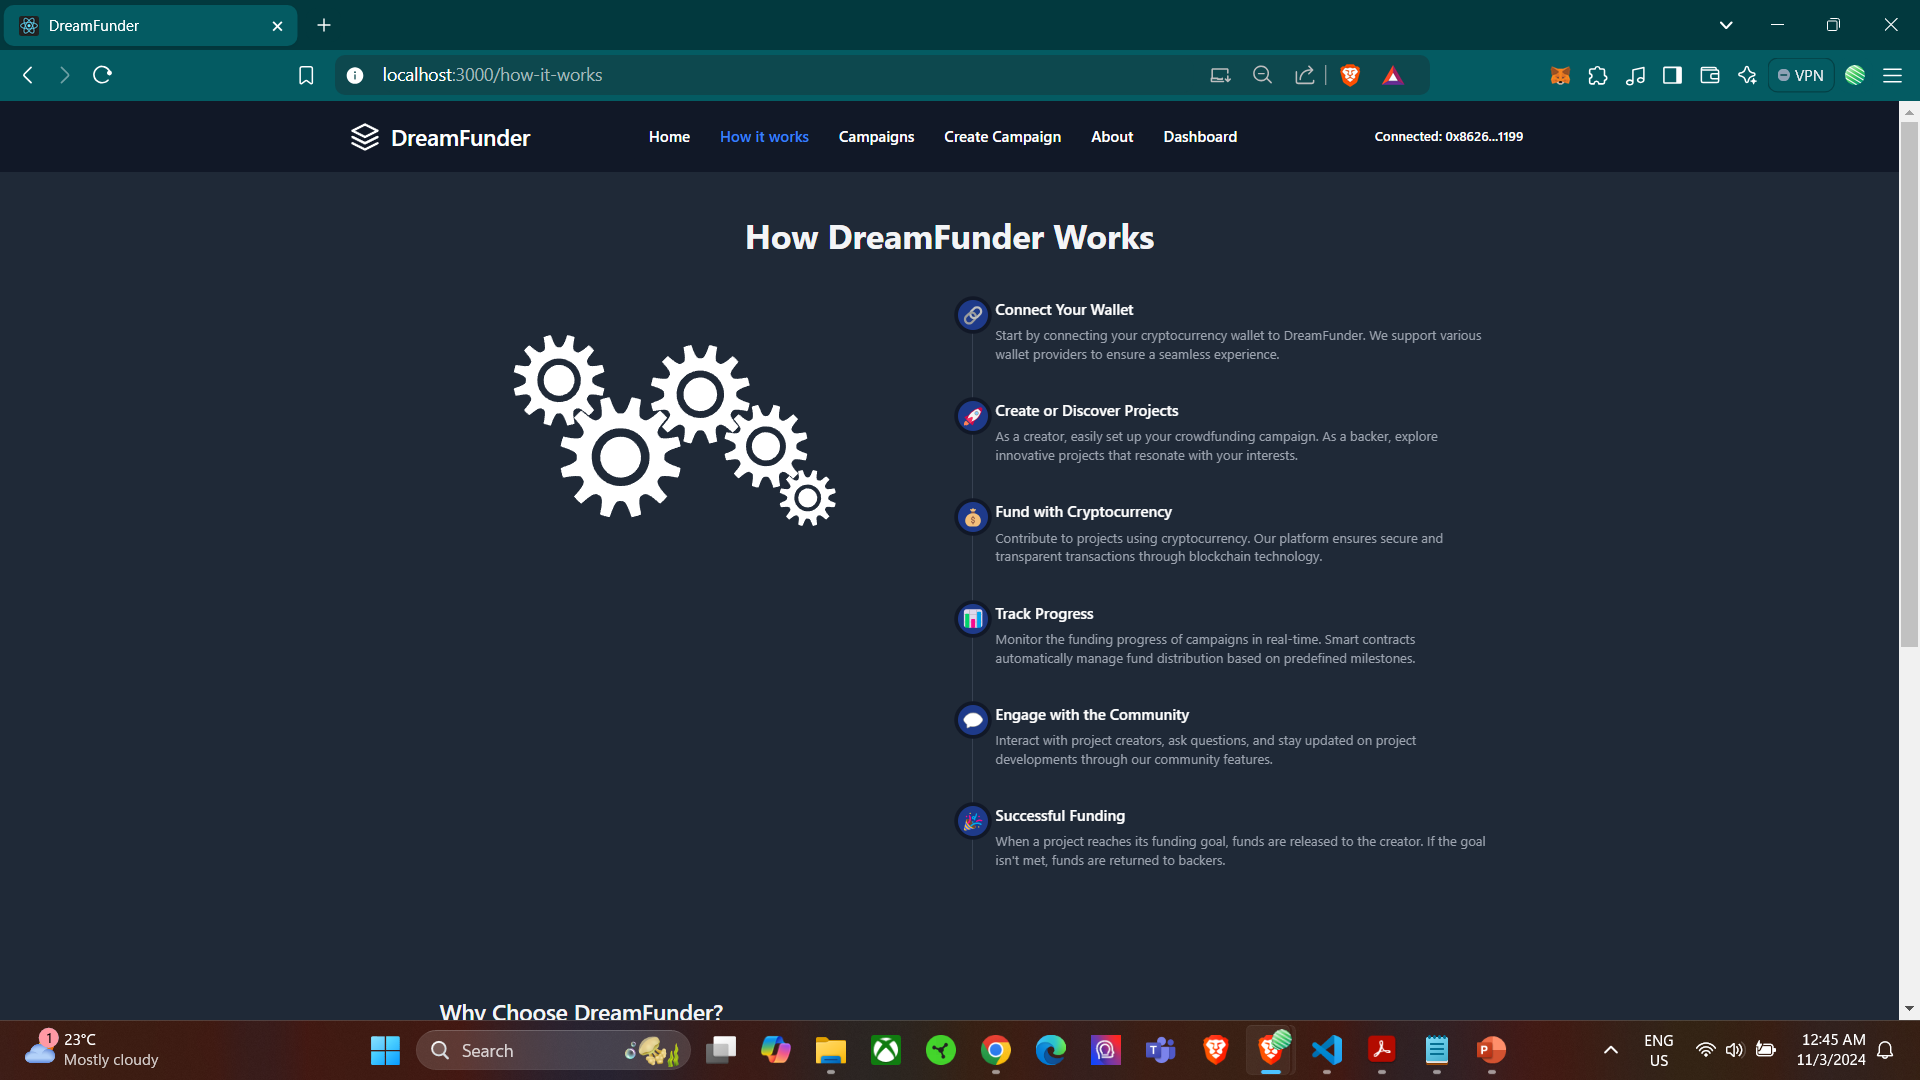 DreamFunder
localhost:3000/how-it-works
VPN
DreamFunder
Home
How it works
Campaigns
Create Campaign
About
Dashboard
Connected: 0x8626...1199
How DreamFunder Works
Connect Your Wallet
Start by connecting your cryptocurrency wallet to DreamFunder. We support various
wallet providers to ensure a seamless experience.
Create or Discover Projects
As a creator, easily set up your crowdfunding campaign. As a backer, explore
innovative projects that resonate with your interests.
Fund with Cryptocurrency
Contribute to projects using cryptocurrency. Our platform ensures secure and
transparent transactions through blockchain technology.
Track Progress
Monitor the funding progress of campaigns in real-time. Smart contracts
automatically manage fund distribution based on predefined milestones.
Engage with the Community
Interact with project creators, ask questions, and stay updated on project
developments through our community features.
Successful Funding
When a project reaches its funding goal, funds are released to the creator. If the goal
isn't met, funds are returned to backers.
Why Choose DreamFunder?
1
23°C
Mostly cloudy
Search
ENG
US
12:45 AM
11/3/2024